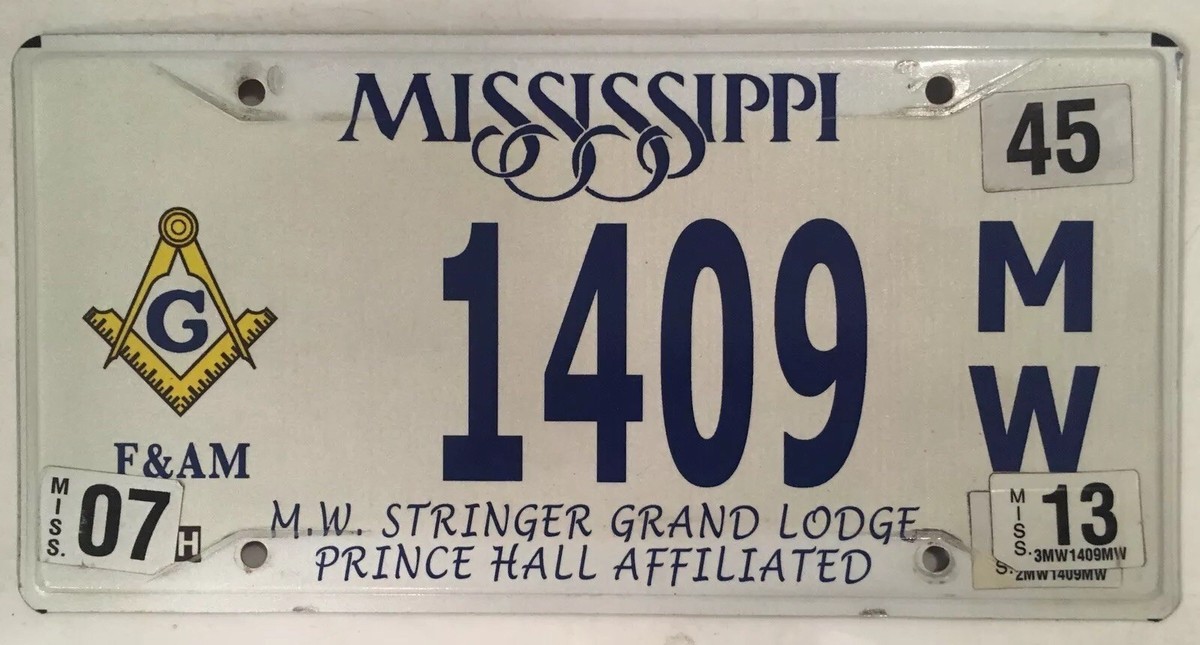 MISSISSIPPI
45
1409
M
W
G
F&AM
MISS.
07
H
M.W. STRINGER GRAND LODGE
PRINCE HALL AFFILIATED
MISS.
13
3MW1409MW
S.
2MW1409MW